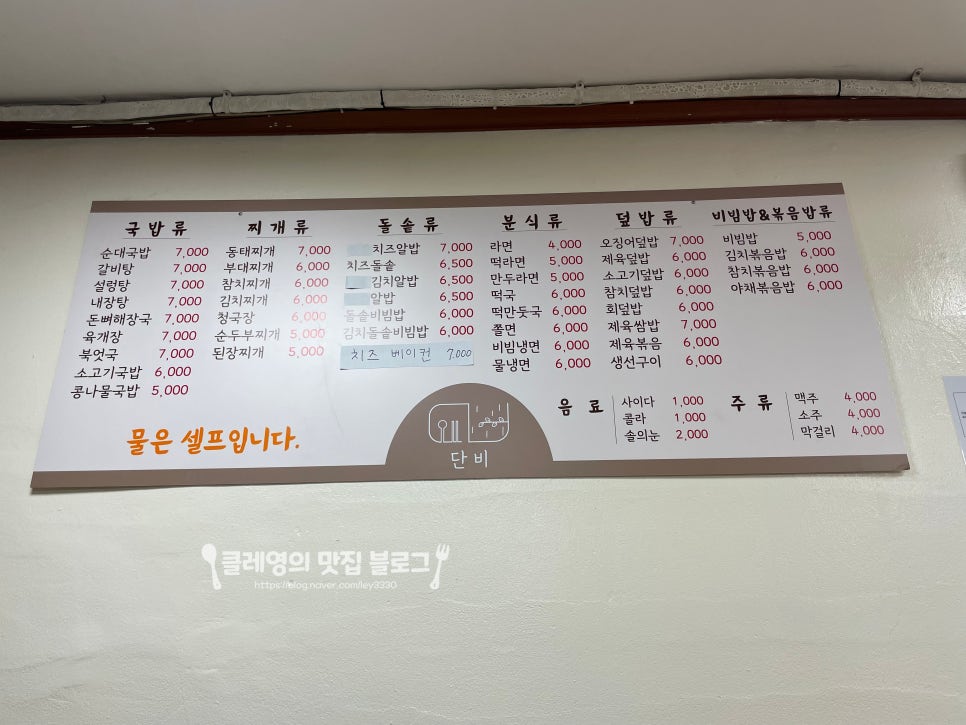 국밥류
순대국밥 7,000
갈비탕 7,000
설렁탕 7,000
내장탕 7,000
돈뼈해장국 7,000
육개장 7,000
북엇국 7,000
소고기국밥 6,000
콩나물국밥 5,000
찌개류
동태찌개 7,000
부대찌개 6,000
참치찌개 6,000
김치찌개 6,000
청국장 6,000
순두부찌개 5,000
된장찌개 5,000
돌솥류
치즈알밥 7,000
치즈돌솥 6,500
김치알밥 6,500
알밥 6,500
돌솥비빔밥 6,000
김치돌솥비빔밥 6,000
치즈 베이컨 7.000
분식류
라면 4,000
떡라면 5,000
만두라면 5,000
떡국 6,000
떡만둣국 6,000
쫄면 6,000
비빔냉면 6,000
물냉면 6,000
덮밥류
오징어덮밥 7,000
제육덮밥 6,000
소고기덮밥 6,000
참치덮밥 6,000
회덮밥 6,000
제육쌈밥 7,000
제육볶음 6,000
생선구이 6,000
비빔밥&볶음밥류
비빔밥 5,000
김치볶음밥 6,000
참치볶음밥 6,000
야채볶음밥 6,000
음료
사이다 1,000
콜라 1,000
솔의눈 2,000
주류
맥주 4,000
소주 4,000
막걸리 4,000
물은 셀프입니다.
단비
클레영의 맛집 블로그
https://blog.naver.com/ley3330